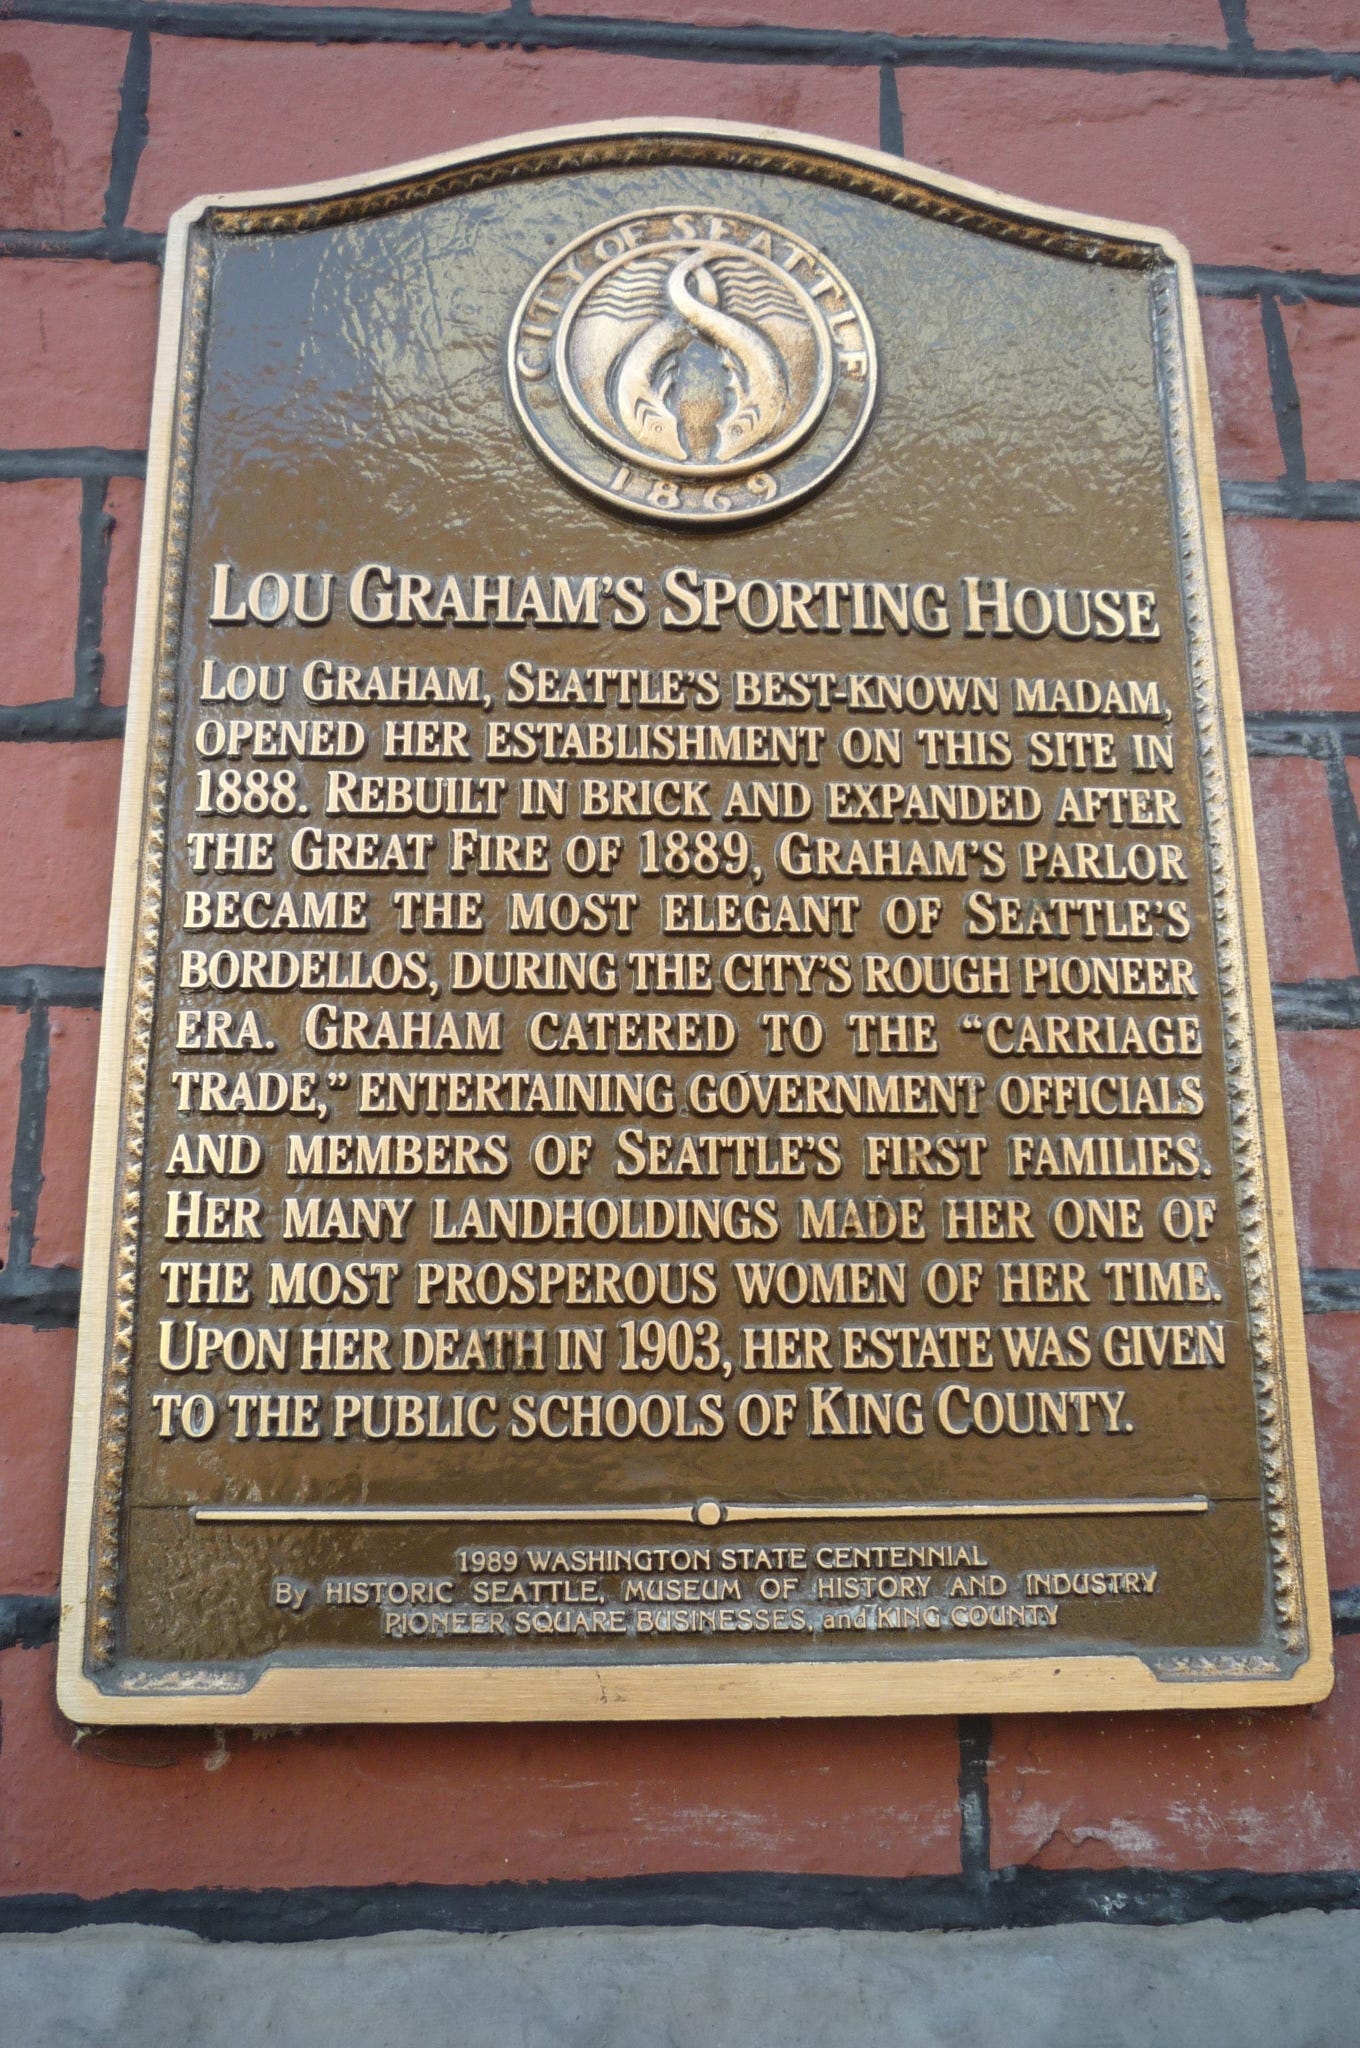 CITY OF SEATTLE
1869
LOU GRAHAM'S SPORTING HOUSE
LOU GRAHAM, SEATTLE'S BEST-KNOWN MADAM,
OPENED HER ESTABLISHMENT ON THIS SITE IN
1888. REBUILT IN BRICK AND EXPANDED AFTER
THE GREAT FIRE OF 1889, GRAHAM'S PARLOR
BECAME THE MOST ELEGANT OF SEATTLE'S
BORDELLOS, DURING THE CITY'S ROUGH PIONEER
ERA. GRAHAM CATERED TO THE “CARRIAGE
TRADE,” ENTERTAINING GOVERNMENT OFFICIALS
AND MEMBERS OF SEATTLE'S FIRST FAMILIES.
HER MANY LANDHOLDINGS MADE HER ONE OF
THE MOST PROSPEROUS WOMEN OF HER TIME.
UPON HER DEATH IN 1903, HER ESTATE WAS GIVEN
TO THE PUBLIC SCHOOLS OF KING COUNTY.
1989 WASHINGTON STATE CENTENNIAL
By HISTORIC SEATTLE, MUSEUM OF HISTORY AND INDUSTRY
PIONEER SQUARE BUSINESSES, and KING COUNTY